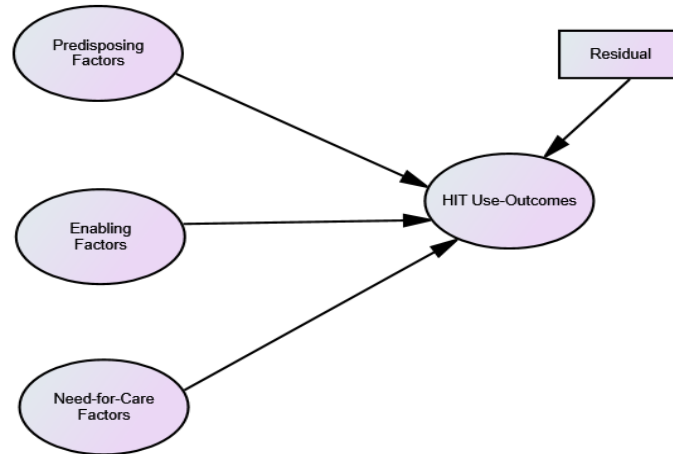 Predisposing
Factors
Residual
HIT Use-Outcomes
Enabling
Factors
Need-for-Care
Factors